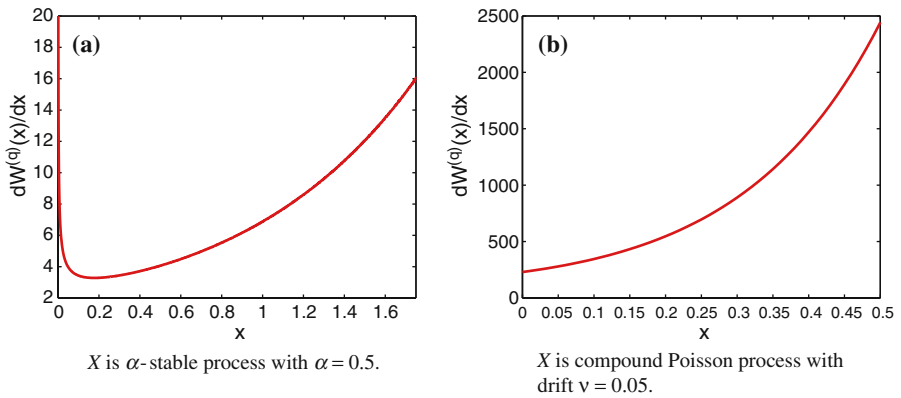 (a)
dW^(q)(x)/dx
20
18
16
14
12
10
8
6
4
2
0 0.2 0.4 0.6 0.8 1 1.2 1.4 1.6
x
X is α-stable process with α = 0.5.
(b)
dW^(q)(x)/dx
2500
2000
1500
1000
500
0
0 0.05 0.1 0.15 0.2 0.25 0.3 0.35 0.4 0.45 0.5
x
X is compound Poisson process with
drift ν = 0.05.